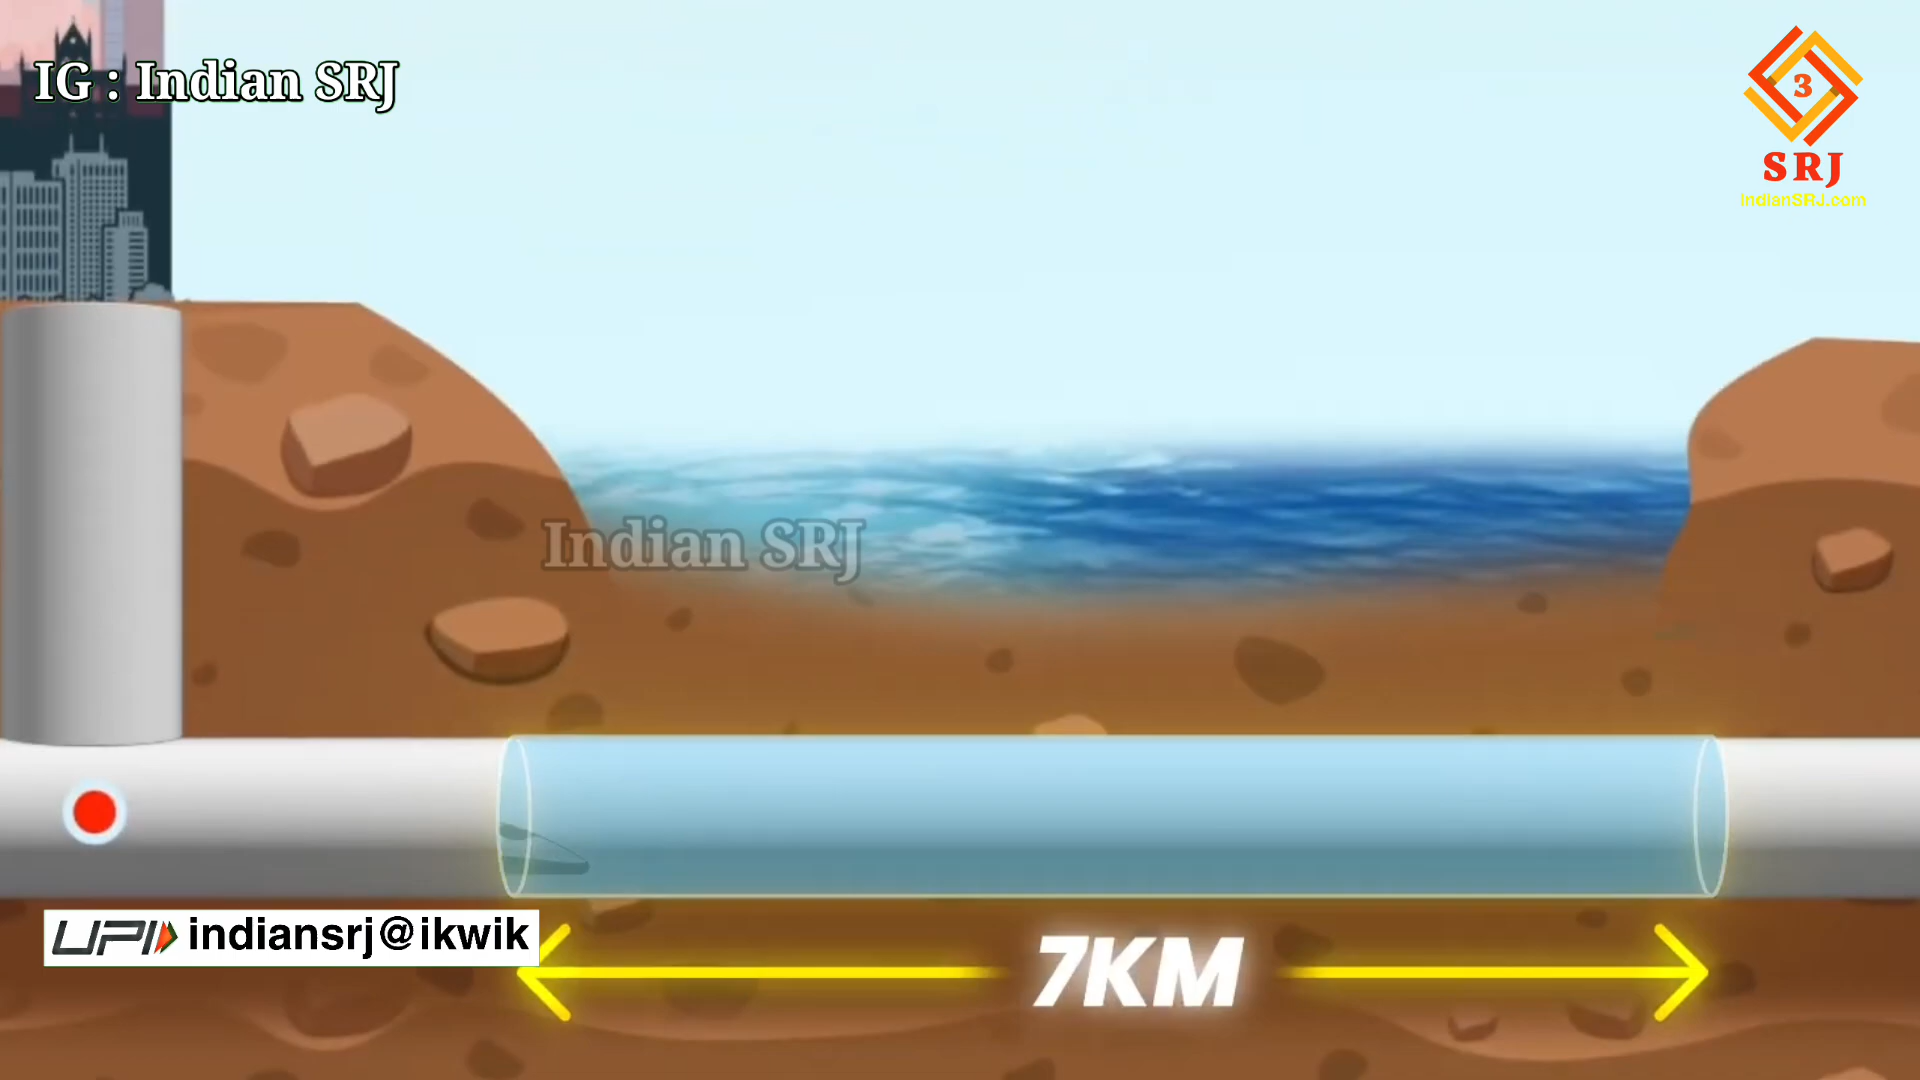 IG : Indian SRJ
3
SRJ
IndianSRJ.com
Indian SRJ
UPI indiansrj@ikwik
7KM